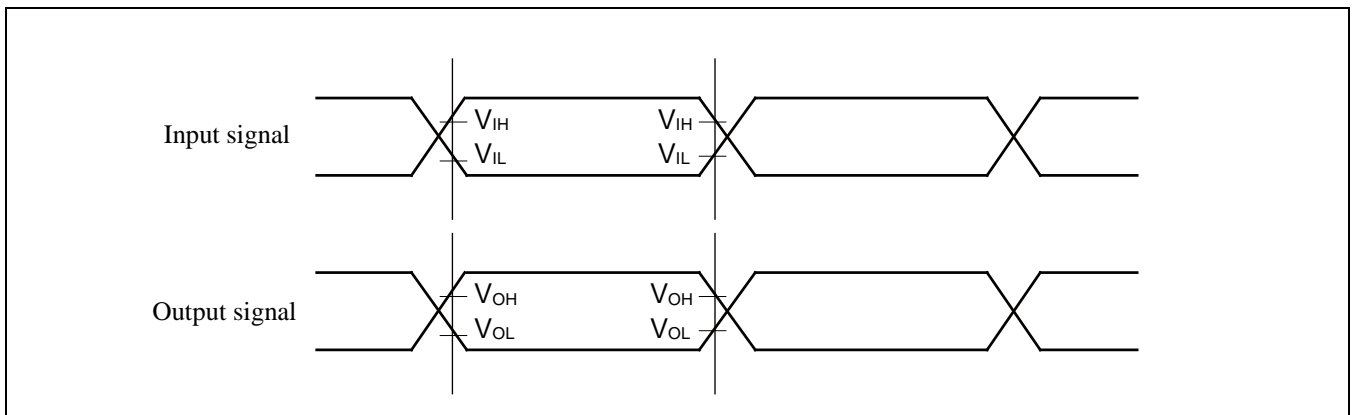 Input signal
VIH VIH
VIL VIL
Output signal
VOH VOH
VOL VOL